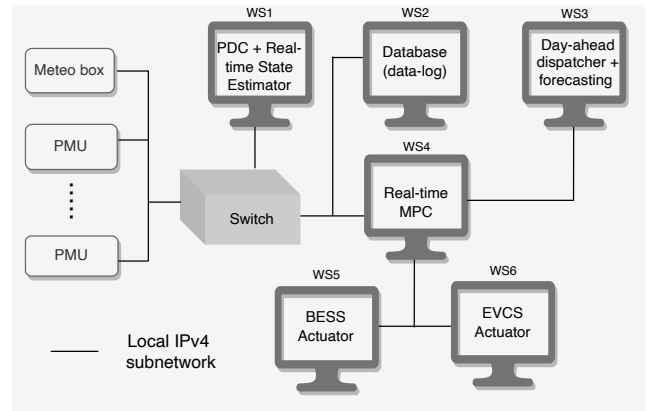 WS1
WS2
WS3
PDC + Real-
time State
Estimator
Database
(data-log)
Day-ahead
dispatcher +
forecasting
Meteo box
PMU
PMU
Switch
WS4
Real-time
MPC
WS5
BESS
Actuator
WS6
EVCS
Actuator
Local IPv4
subnetwork